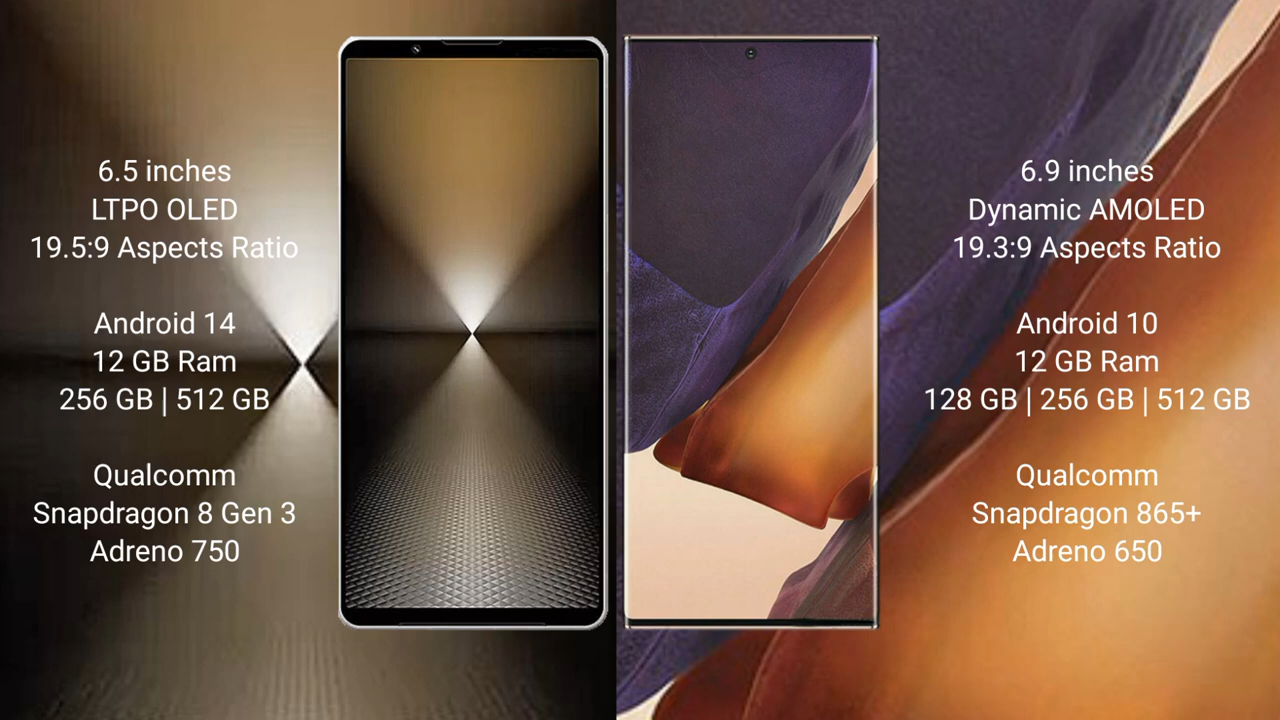 6.5 inches
LTPO OLED
19.5:9 Aspects Ratio
Android 14
12 GB Ram
256 GB | 512 GB
Qualcomm
Snapdragon 8 Gen 3
Adreno 750
6.9 inches
Dynamic AMOLED
19.3:9 Aspects Ratio
Android 10
12 GB Ram
128 GB | 256 GB | 512 GB
Qualcomm
Snapdragon 865+
Adreno 650